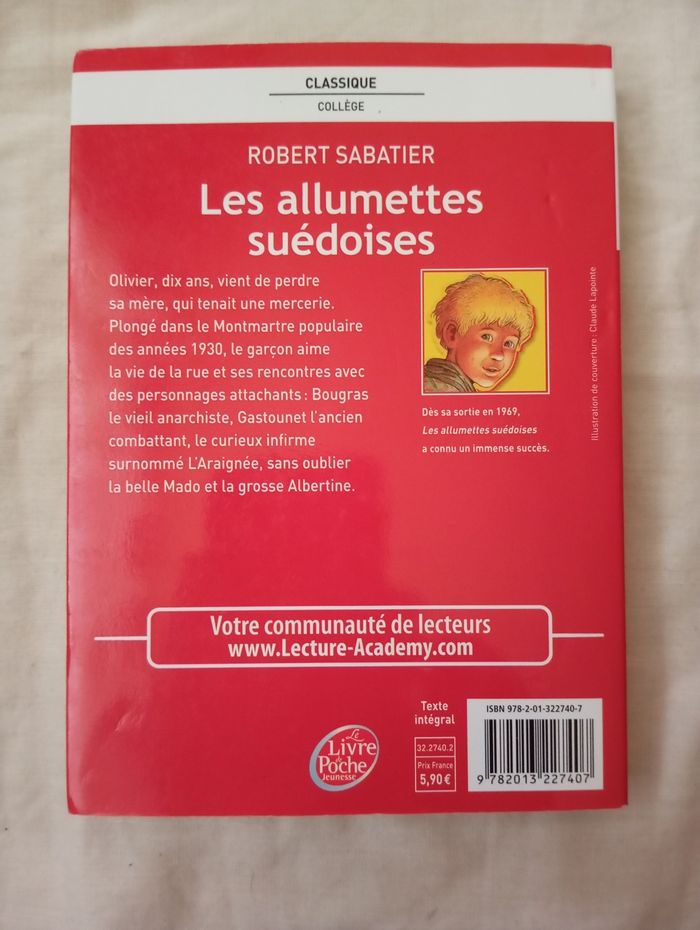 CLASSIQUE
COLLÈGE
ROBERT SABATIER
Les allumettes
suédoises
Olivier, dix ans, vient de perdre
sa mère, qui tenait une mercerie.
Plongé dans le Montmartre populaire
des années 1930, le garçon aime
la vie de la rue et ses rencontres avec
des personnages attachants : Bougras
le vieil anarchiste, Gastounet l'ancien
combattant, le curieux infirme
surnommé L'Araignée, sans oublier
la belle Mado et la grosse Albertine.
Dès sa sortie en 1969,
Les allumettes suédoises
a connu un immense succès.
Illustration de couverture : Claude Lapointe
Votre communauté de lecteurs
www.Lecture-Academy.com
Le
Livre
de
Poche
Jeunesse
Texte
intégral
32.2740.2
Prix France
5,90€
ISBN 978-2-01-322740-7
9 782013 227407